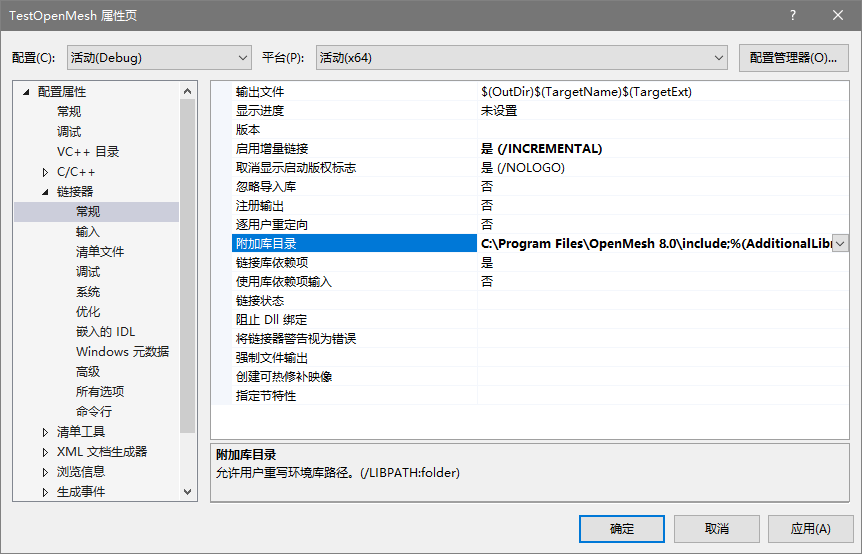 TestOpenMesh 属性页
配置(C): 活动(Debug) 平台(P): 活动(x64) 配置管理器(O)...
配置属性
常规
调试
VC++ 目录
C/C++
链接器
常规
输入
清单文件
调试
系统
优化
嵌入的 IDL
Windows 元数据
高级
所有选项
命令行
清单工具
XML 文档生成器
浏览信息
生成事件
输出文件 $(OutDir)$(TargetName)$(TargetExt)
显示进度 未设置
版本
启用增量链接 是 (/INCREMENTAL)
取消显示启动版权标志 是 (/NOLOGO)
忽略导入库 否
注册输出 否
逐用户重定向 否
附加库目录 C:\Program Files\OpenMesh 8.0\include;%(AdditionalLibr
链接库依赖项 是
使用库依赖项输入 否
链接状态
阻止 Dll 绑定
将链接器警告视为错误
强制文件输出
创建可热修补映像
指定节特性
附加库目录
允许用户重写环境库路径。(/LIBPATH:folder)
确定 取消 应用(A)